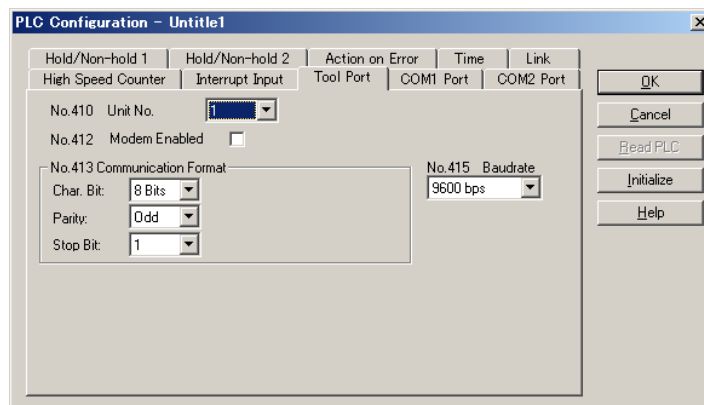 PLC Configuration - Untitle1
Hold/Non-hold 1 Hold/Non-hold 2 Action on Error Time Link
High Speed Counter Interrupt Input Tool Port COM1 Port COM2 Port
No.410 Unit No. 1
No.412 Modem Enabled
No.413 Communication Format
Char. Bit: 8 Bits
Parity: Odd
Stop Bit: 1
No.415 Baudrate
9600 bps
OK
Cancel
Read PLC
Initialize
Help